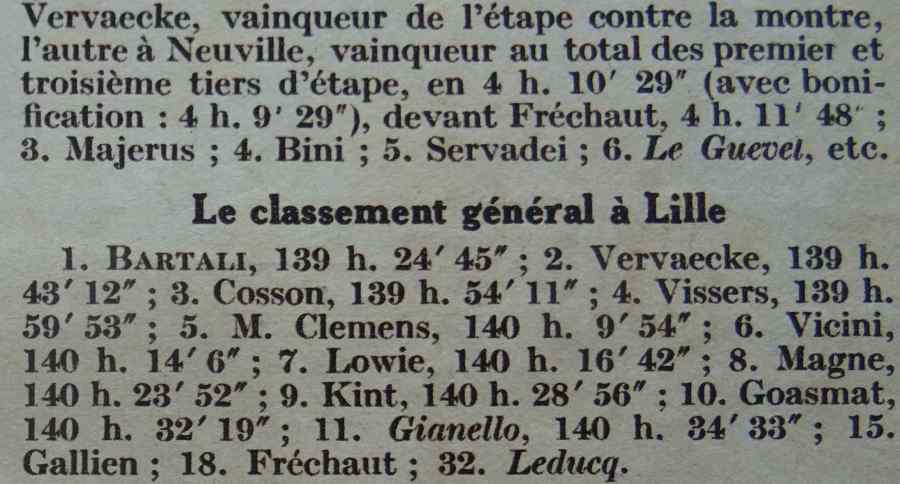 Vervaecke, vainqueur de l'étape contre la montre,
l'autre à Neuville, vainqueur au total des premier et
troisième tiers d'étape, en 4 h. 10' 29" (avec boni-
fication : 4 h. 9' 29"), devant Fréchaut, 4 h. 11' 48" ;
3. Majerus ; 4. Bini ; 5. Servadei ; 6. Le Guevel, etc.
Le classement général à Lille
1. BARTALI, 139 h. 24' 45" ; 2. Vervaecke, 139 h.
43' 12" ; 3. Cosson, 139 h. 54' 11" ; 4. Vissers, 139 h.
59' 53" ; 5. M. Clemens, 140 h. 9' 54" ; 6. Vicini,
140 h. 14' 6" ; 7. Lowie, 140 h. 16' 42" ; 8. Magne,
140 h. 23' 52" ; 9. Kint, 140 h. 28' 56" ; 10. Goasmat,
140 h. 32' 19" ; 11. Gianello, 140 h. 34' 33" ; 15.
Gallien ; 18. Fréchaut ; 32. Leducq.